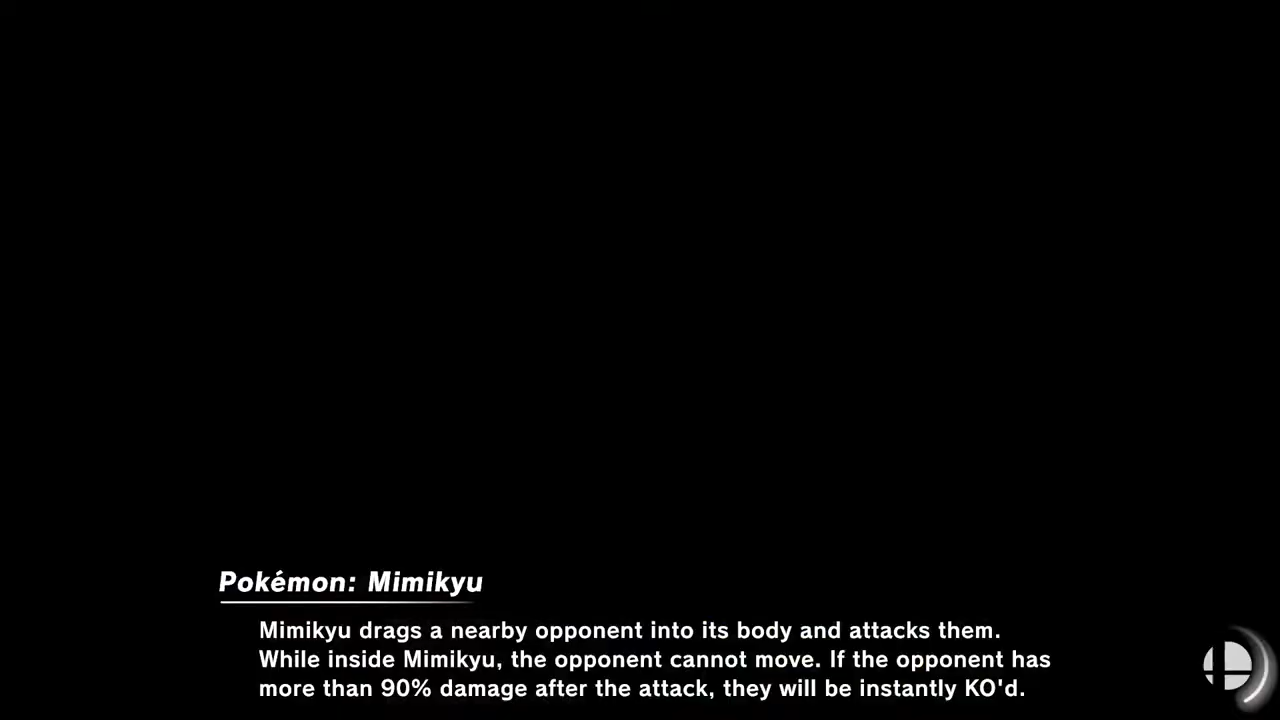 Pokémon: Mimikyu
Mimikyu drags a nearby opponent into its body and attacks them.
While inside Mimikyu, the opponent cannot move. If the opponent has
more than 90% damage after the attack, they will be instantly KO'd.